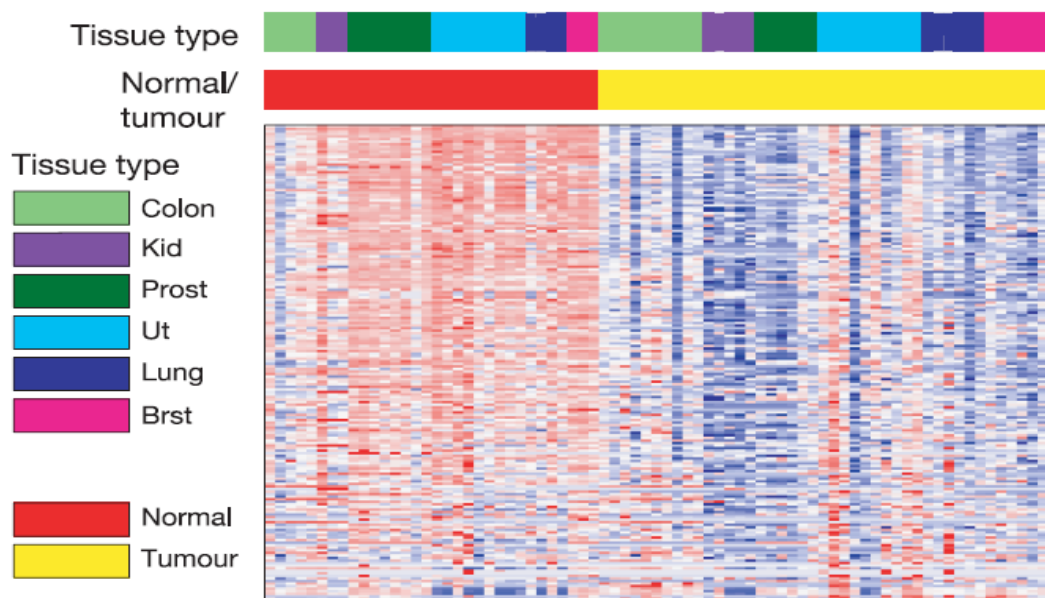 Tissue type
Normal/
tumour
Tissue type
Colon
Kid
Prost
Ut
Lung
Brst
Normal
Tumour